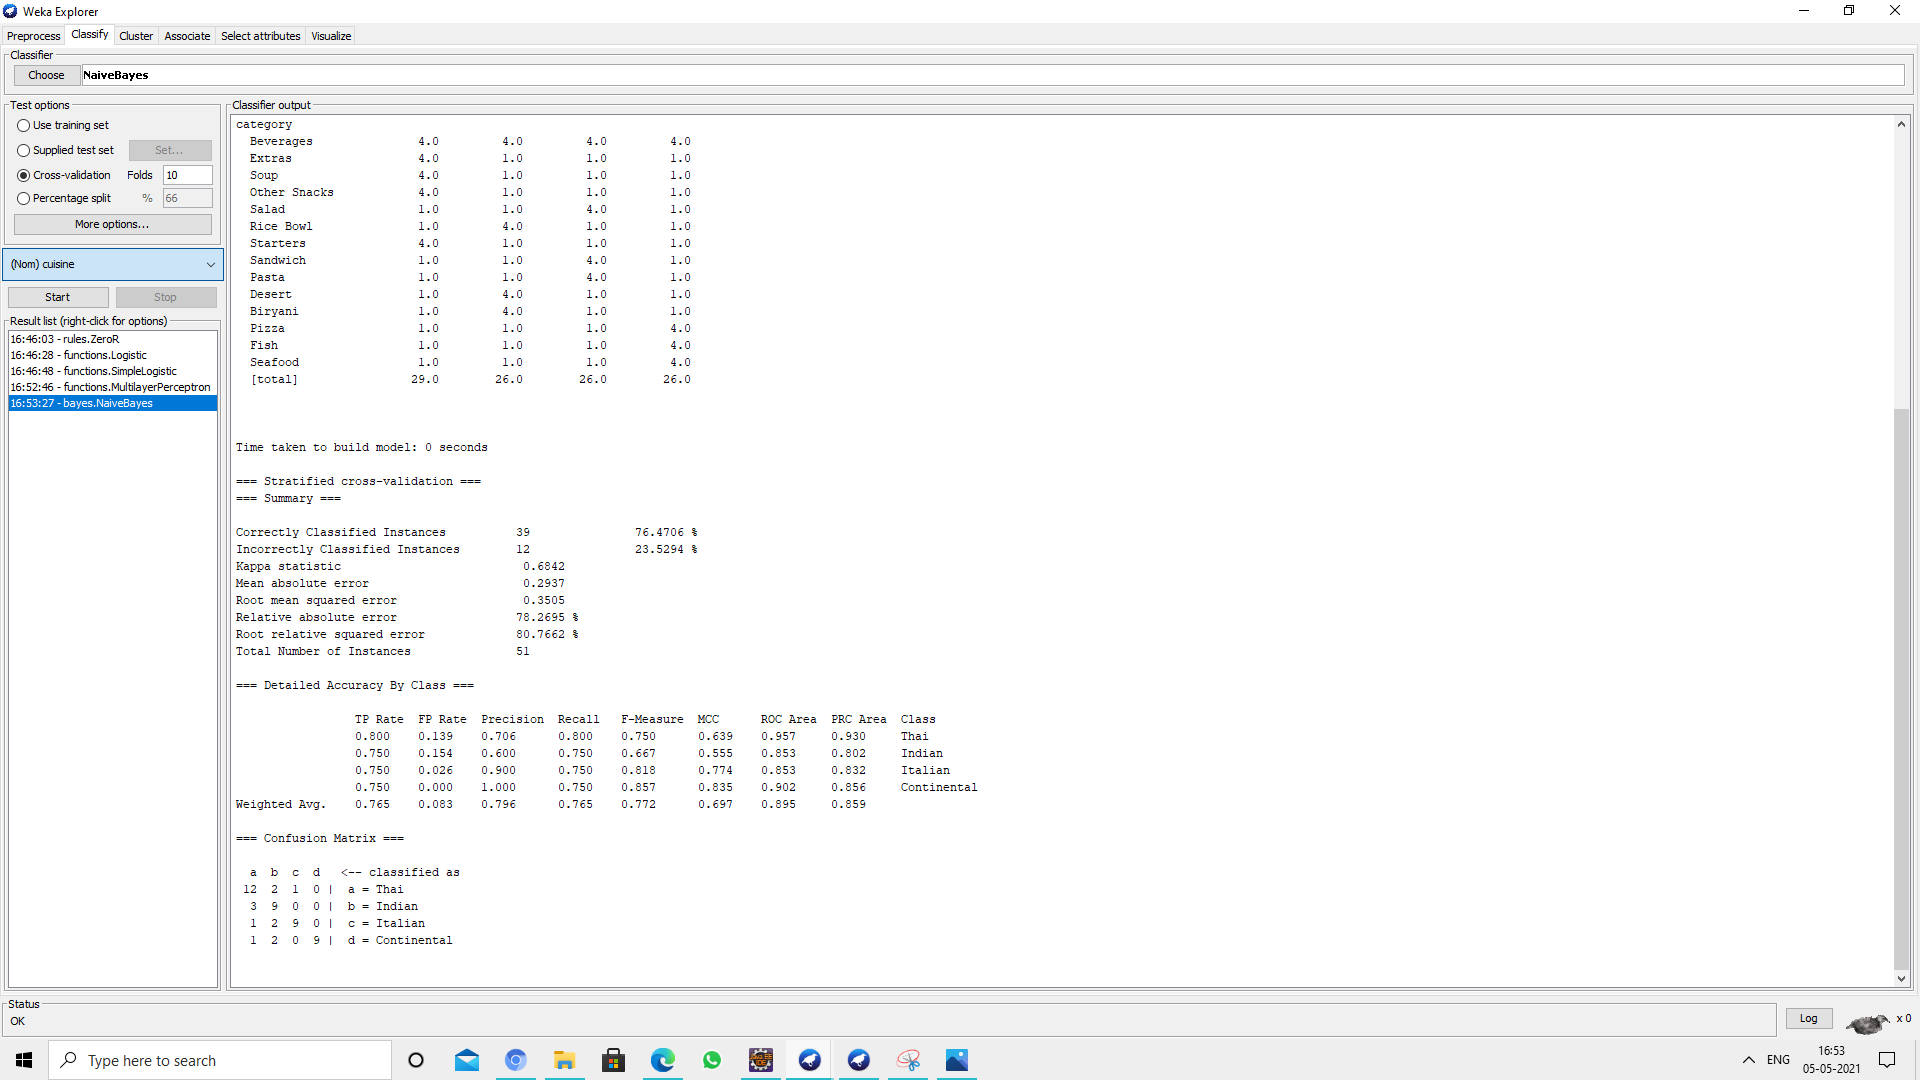 Weka Explorer
Preprocess Classify Cluster Associate Select attributes Visualize
Classifier
Choose NaiveBayes
Test options
Use training set
Supplied test set Set...
Cross-validation Folds 10
Percentage split % 66
More options...
(Nom) cuisine
Start Stop
Result list (right-click for options)
16:46:03 - rules.ZeroR
16:46:28 - functions.Logistic
16:46:48 - functions.SimpleLogistic
16:52:46 - functions.MultilayerPerceptron
16:53:27 - bayes.NaiveBayes
Classifier output
category
Beverages 4.0 4.0 4.0 4.0
Extras 4.0 1.0 1.0 1.0
Soup 4.0 1.0 1.0 1.0
Other Snacks 4.0 1.0 1.0 1.0
Salad 1.0 1.0 4.0 1.0
Rice Bowl 1.0 4.0 1.0 1.0
Starters 4.0 1.0 1.0 1.0
Sandwich 1.0 1.0 4.0 1.0
Pasta 1.0 1.0 4.0 1.0
Desert 1.0 4.0 1.0 1.0
Biryani 1.0 4.0 1.0 1.0
Pizza 1.0 1.0 1.0 4.0
Fish 1.0 1.0 1.0 4.0
Seafood 1.0 1.0 1.0 4.0
[total] 29.0 26.0 26.0 26.0
Time taken to build model: 0 seconds
=== Stratified cross-validation ===
=== Summary ===
Correctly Classified Instances 39 76.4706 %
Incorrectly Classified Instances 12 23.5294 %
Kappa statistic 0.6842
Mean absolute error 0.2937
Root mean squared error 0.3505
Relative absolute error 78.2695 %
Root relative squared error 80.7662 %
Total Number of Instances 51
=== Detailed Accuracy By Class ===
TP Rate FP Rate Precision Recall F-Measure MCC ROC Area PRC Area Class
0.800 0.139 0.706 0.800 0.750 0.639 0.957 0.930 Thai
0.750 0.154 0.600 0.750 0.667 0.555 0.853 0.802 Indian
0.750 0.026 0.900 0.750 0.818 0.774 0.853 0.832 Italian
0.750 0.000 1.000 0.750 0.857 0.835 0.902 0.856 Continental
Weighted Avg. 0.765 0.083 0.796 0.765 0.772 0.697 0.895 0.859
=== Confusion Matrix ===
a b c d <-- classified as
12 2 1 0 | a = Thai
3 9 0 0 | b = Indian
1 2 9 0 | c = Italian
1 2 0 9 | d = Continental
Status
OK
Log x 0
Type here to search
ENG
16:53
05-05-2021